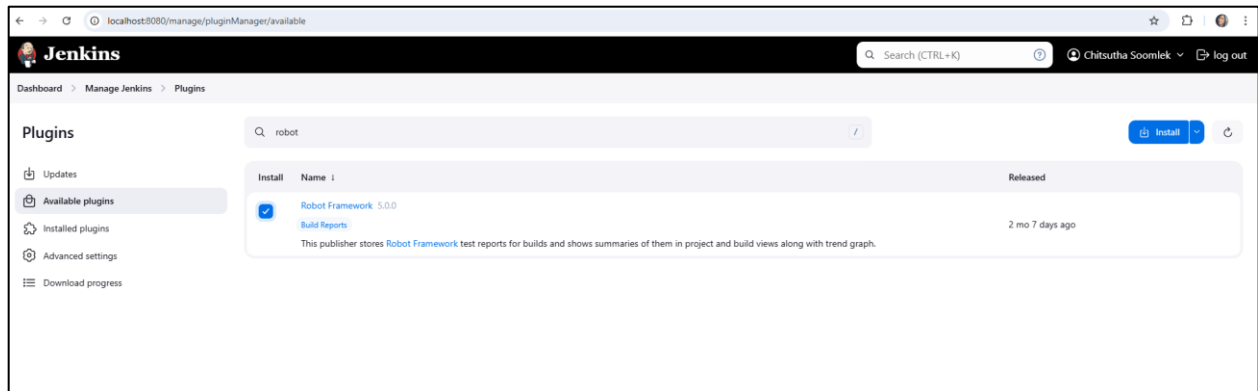 localhost:8080/manage/pluginManager/available
Jenkins
Search (CTRL+K)
?
Chitsutha Soomlek
log out
Dashboard > Manage Jenkins > Plugins
Plugins
robot
/
Install
Updates
Available plugins
Installed plugins
Advanced settings
Download progress
Install Name ↓ Released
Robot Framework 5.0.0
Build Reports
This publisher stores Robot Framework test reports for builds and shows summaries of them in project and build views along with trend graph.
2 mo 7 days ago